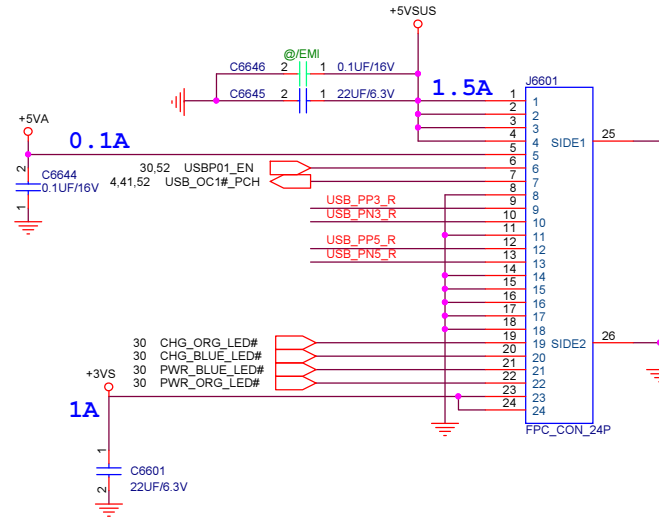 +5VSUS
@/EMI
C6646 2 1 0.1UF/16V
C6645 2 1 22UF/6.3V
1.5A
J6601
+5VA
0.1A
2
C6644
0.1UF/16V
1
30,52 USBP01_EN
4,41,52 USB_OC1#_PCH
USB_PP3_R
USB_PN3_R
USB_PP5_R
USB_PN5_R
30 CHG_ORG_LED#
30 CHG_BLUE_LED#
30 PWR_BLUE_LED#
30 PWR_ORG_LED#
+3VS
1A
1
C6601
2
22UF/6.3V
1 1
2 2
3 3
4 4 SIDE1 25
5 5
6 6
7 7
8 8
9 9
10 10
11 11
12 12
13 13
14 14
15 15
16 16
17 17
18 18
19 19 SIDE2 26
20 20
21 21
22 22
23 23
24 24
FPC_CON_24P